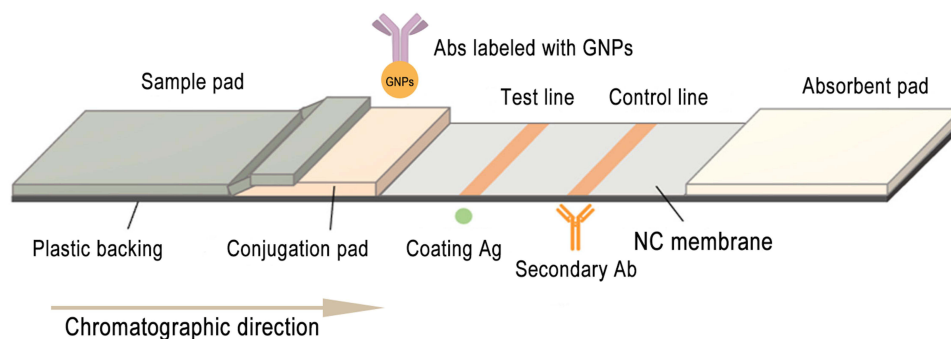 Abs labeled with GNPs
GNPs
Sample pad
Test line
Control line
Absorbent pad
Plastic backing
Conjugation pad
Coating Ag
Secondary Ab
NC membrane
Chromatographic direction